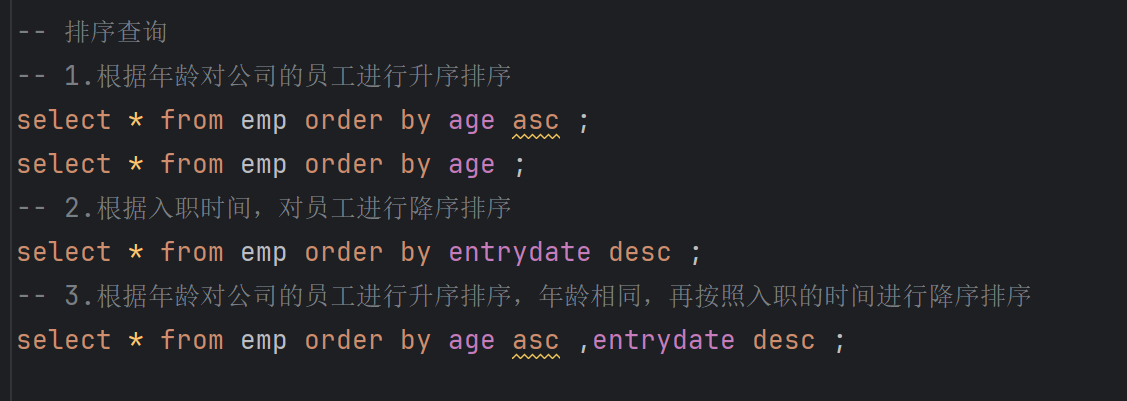 -- 排序查询
-- 1.根据年龄对公司的员工进行升序排序
select * from emp order by age asc ;
select * from emp order by age ;
-- 2.根据入职时间，对员工进行降序排序
select * from emp order by entrydate desc ;
-- 3.根据年龄对公司的员工进行升序排序，年龄相同，再按照入职的时间进行降序排序
select * from emp order by age asc ,entrydate desc ;